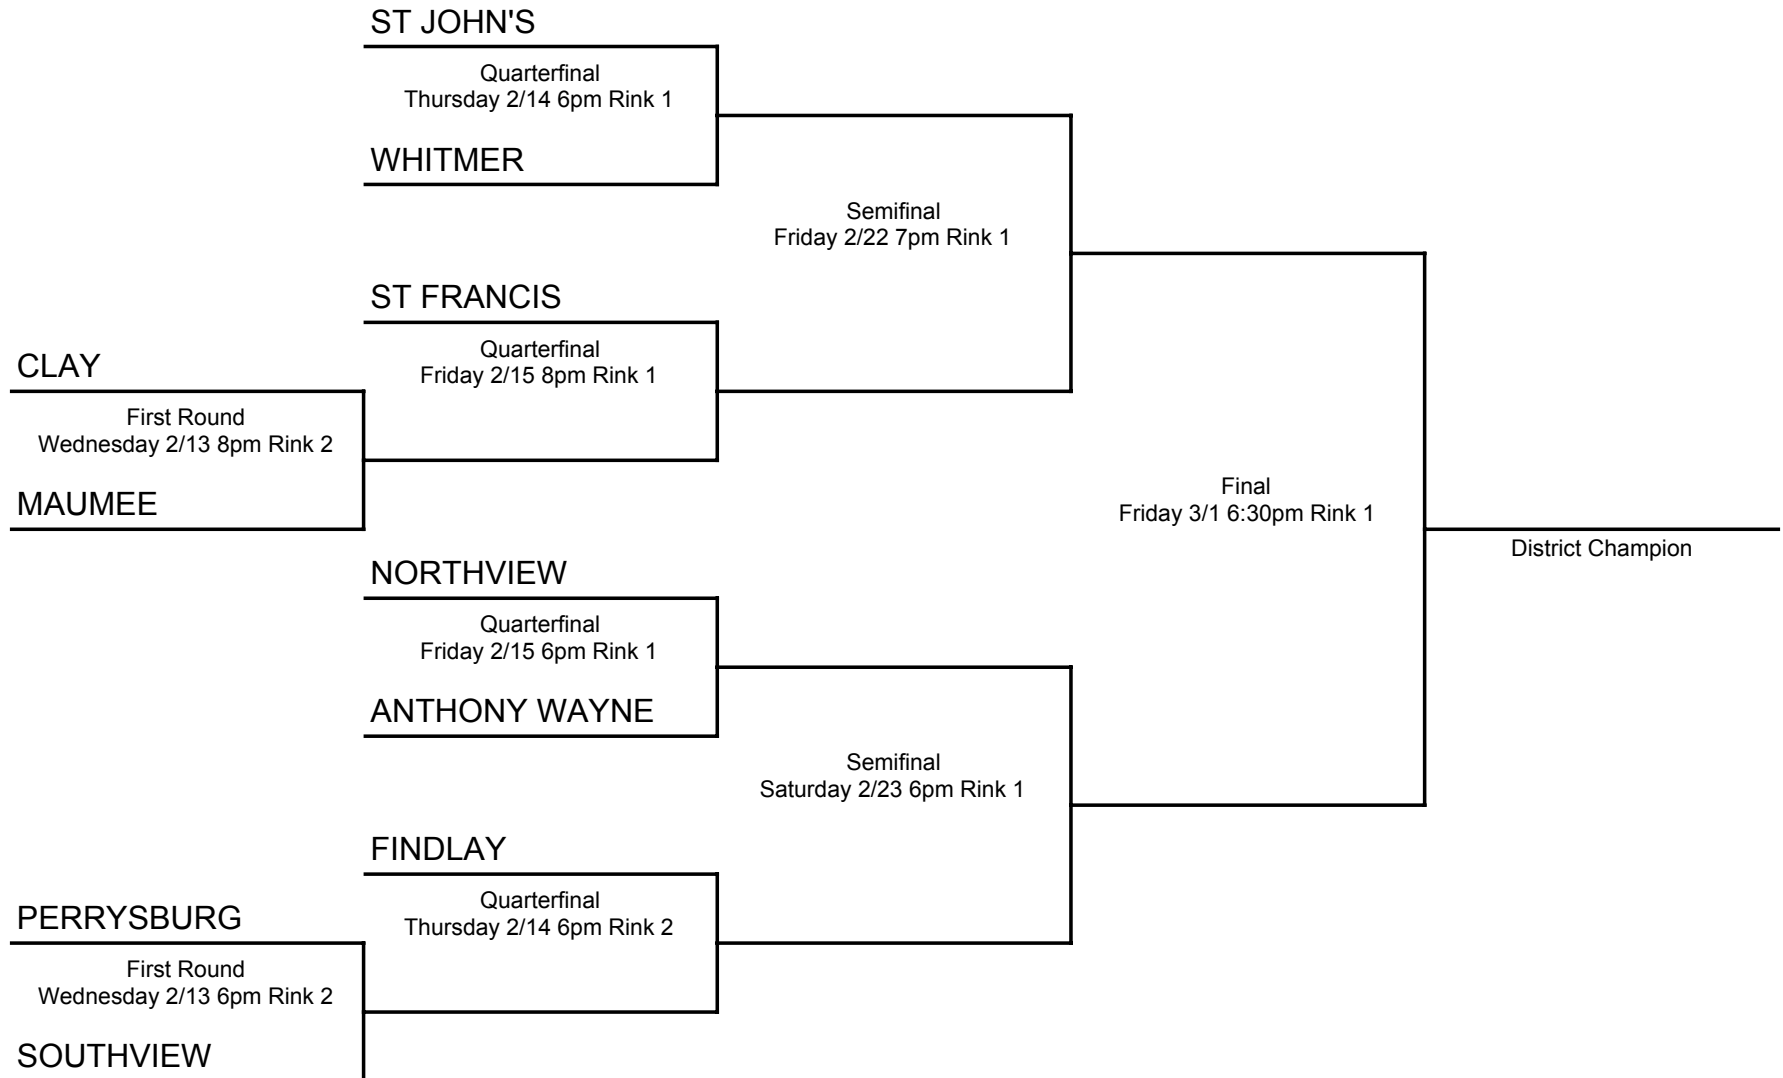 ST JOHN'S
Quarterfinal
Thursday 2/14 6pm Rink 1
WHITMER
Semifinal
Friday 2/22 7pm Rink 1
ST FRANCIS
Quarterfinal
Friday 2/15 8pm Rink 1
CLAY
First Round
Wednesday 2/13 8pm Rink 2
MAUMEE
Final
Friday 3/1 6:30pm Rink 1
District Champion
NORTHVIEW
Quarterfinal
Friday 2/15 6pm Rink 1
ANTHONY WAYNE
Semifinal
Saturday 2/23 6pm Rink 1
FINDLAY
Quarterfinal
Thursday 2/14 6pm Rink 2
PERRYSBURG
First Round
Wednesday 2/13 6pm Rink 2
SOUTHVIEW